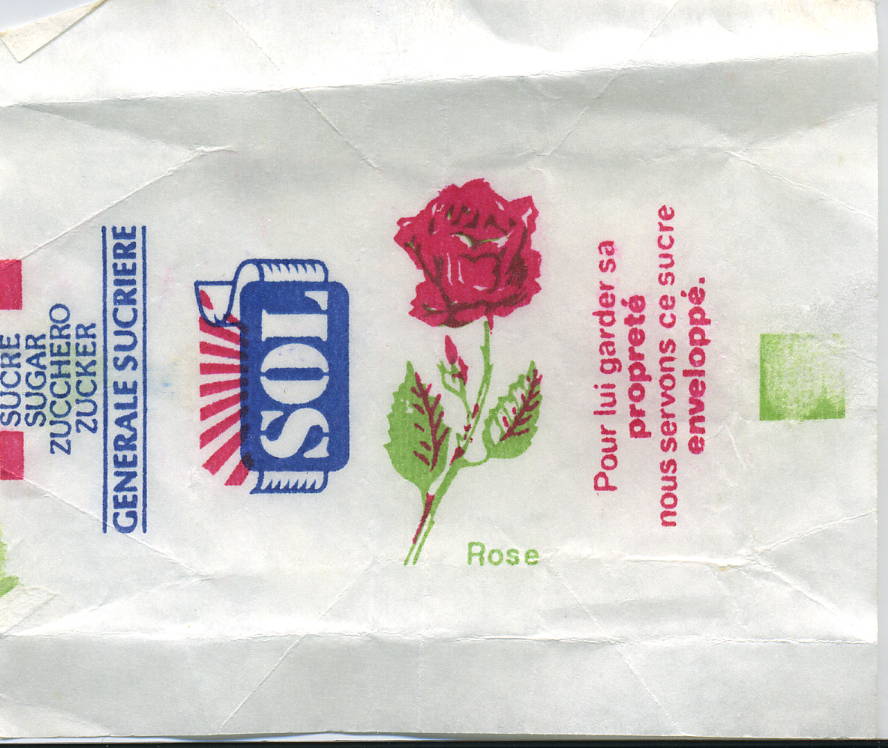 SUCRE
SUGAR
ZUCCHERO
ZUCKER
GENERALE SUCRIERE
SOL
Rose
Pour lui garder sa
propreté
nous servons ce sucre
enveloppé.